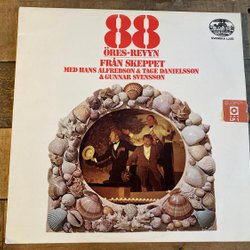 88
ÖRES-REVYN
FRÅN SKEPPET
MED HANS ALFREDSON & TAGE DANIELSSON
& GUNNAR SVENSSON